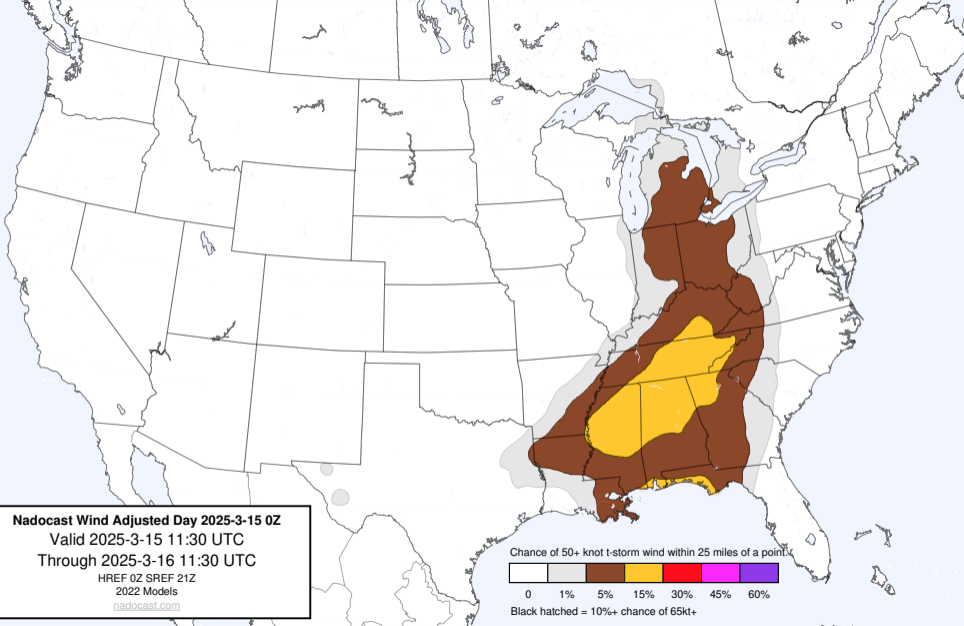 Nadocast Wind Adjusted Day 2025-3-15 0Z
Valid 2025-3-15 11:30 UTC
Through 2025-3-16 11:30 UTC
HREF 0Z SREF 21Z
2022 Models
nadocast.com
Chance of 50+ knot t-storm wind within 25 miles of a point.
0 1% 5% 15% 30% 45% 60%
Black hatched = 10%+ chance of 65kt+